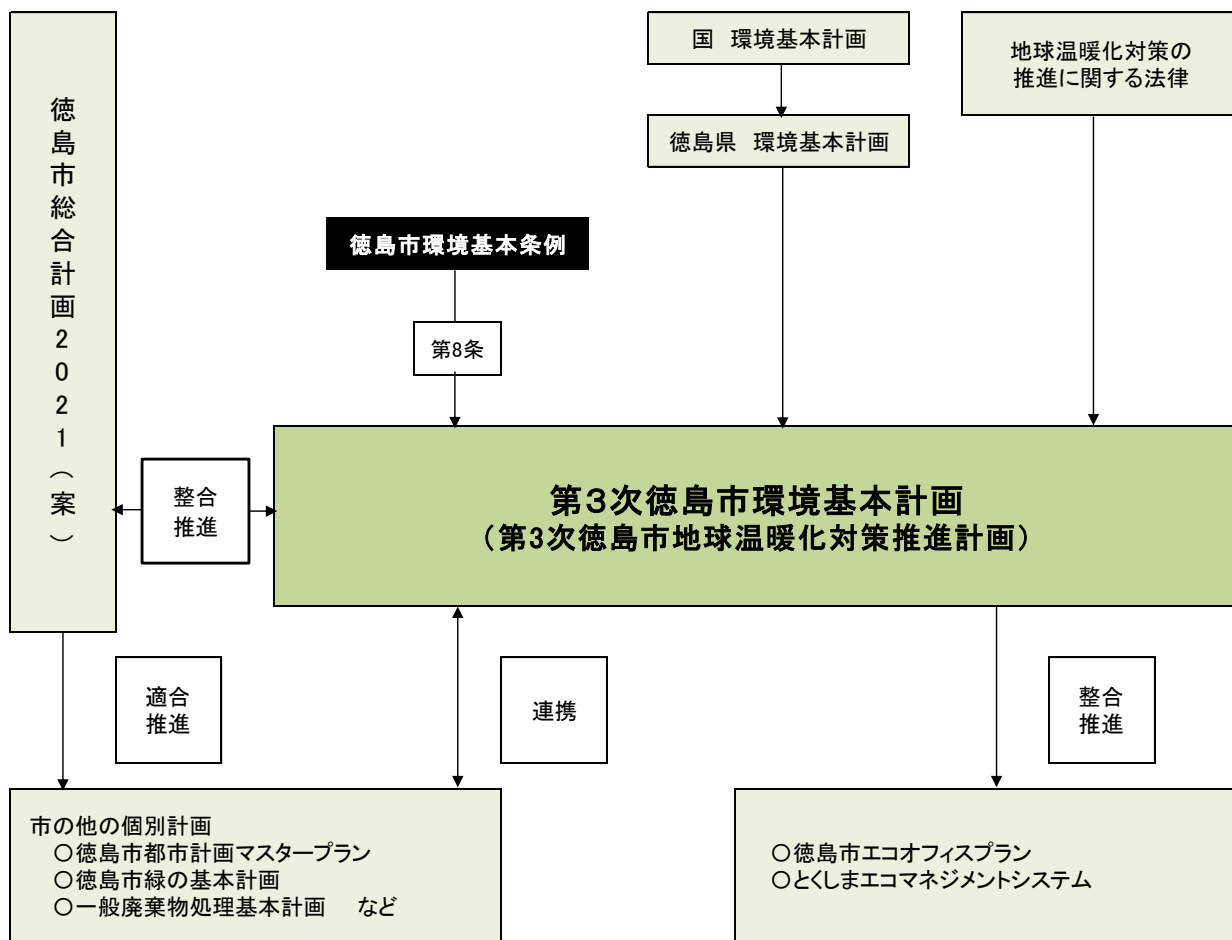 国 環境基本計画
地球温暖化対策の
推進に関する法律
徳島県 環境基本計画
徳島市総合計画2021(案)
徳島市環境基本条例
第8条
整合
推進
第3次徳島市環境基本計画
(第3次徳島市地球温暖化対策推進計画)
適合
推進
連携
整合
推進
市の他の個別計画
○徳島市都市計画マスタープラン
○徳島市緑の基本計画
○一般廃棄物処理基本計画 など
○徳島市エコオフィスプラン
○とくしまエコマネジメントシステム